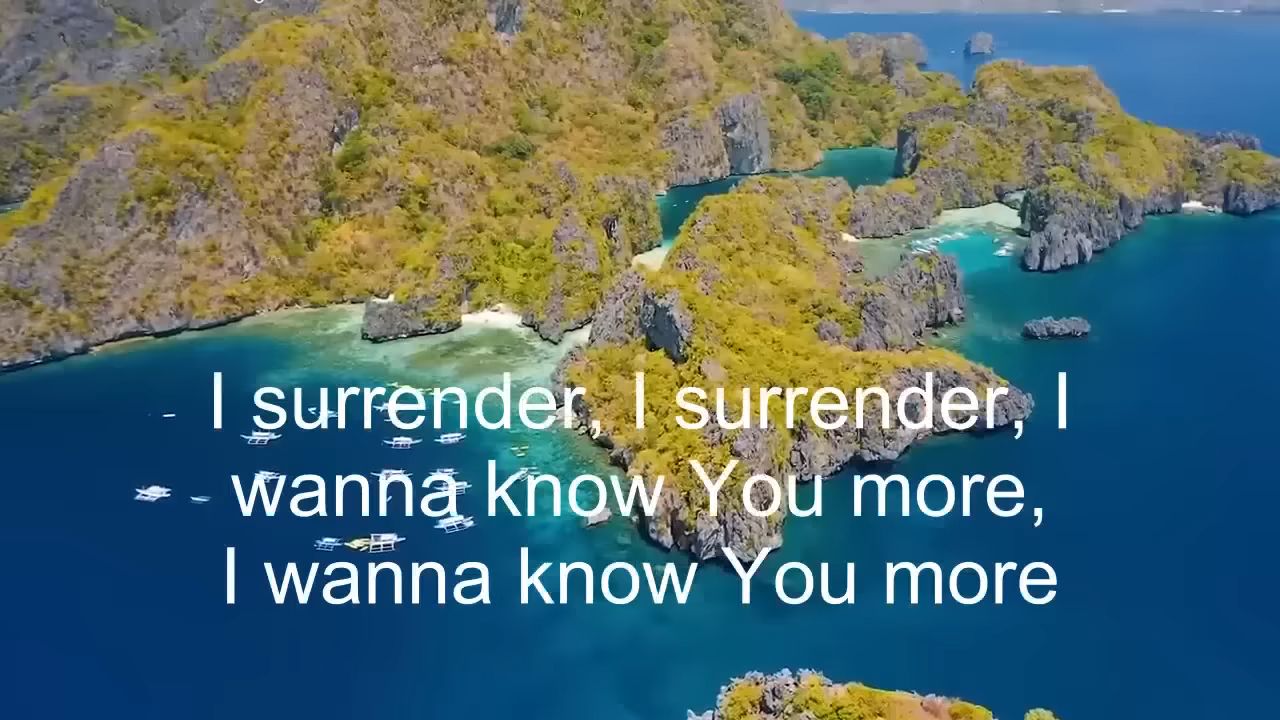 I surrender, I surrender, I
wanna know You more,
I wanna know You more